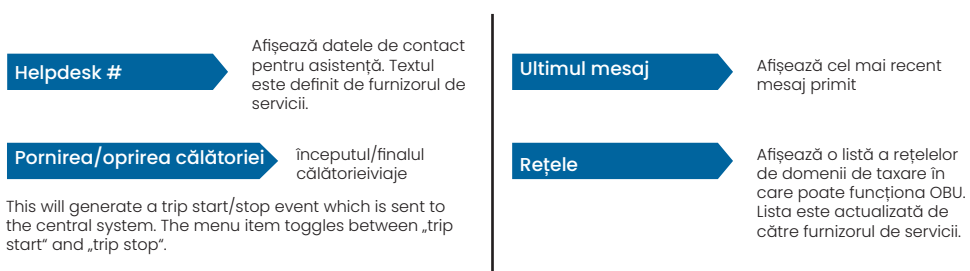 Helpdesk #
Afișează datele de contact
pentru asistență. Textul
este definit de furnizorul de
servicii.
Pornirea/oprirea călătoriei
începutul/finalul
călătorieiviaje
This will generate a trip start/stop event which is sent to
the central system. The menu item toggles between „trip
start“ and „trip stop“.
Ultimul mesaj
Afișează cel mai recent
mesaj primit
Rețele
Afișează o listă a rețelelor
de domenii de taxare în
care poate funcționa OBU.
Lista este actualizată de
către furnizorul de servicii.